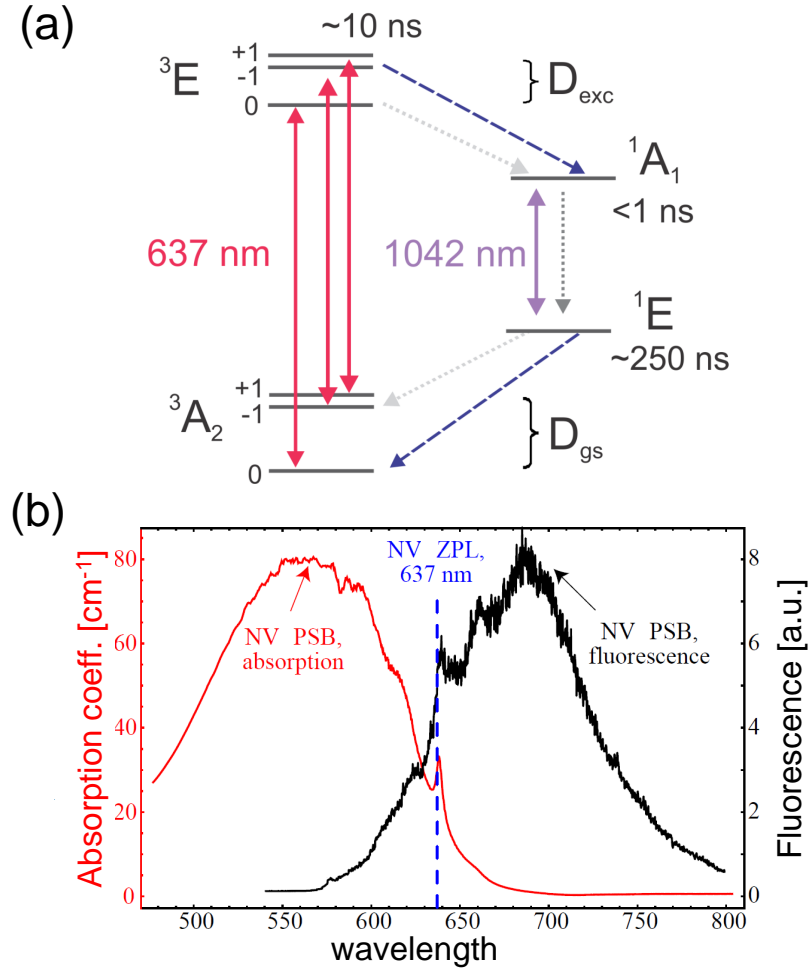 (a)
~10 ns
+1
³E
-1
0
D_exc
¹A₁
<1 ns
637 nm
1042 nm
¹E
~250 ns
+1
³A₂
-1
0
D_gs
(b)
Absorption coeff. [cm⁻¹]
80
60
40
20
0
NV PSB,
absorption
NV ZPL,
637 nm
NV PSB,
fluorescence
8
6
4
2
0
Fluorescence [a.u.]
500 550 600 650 700 750 800
wavelength